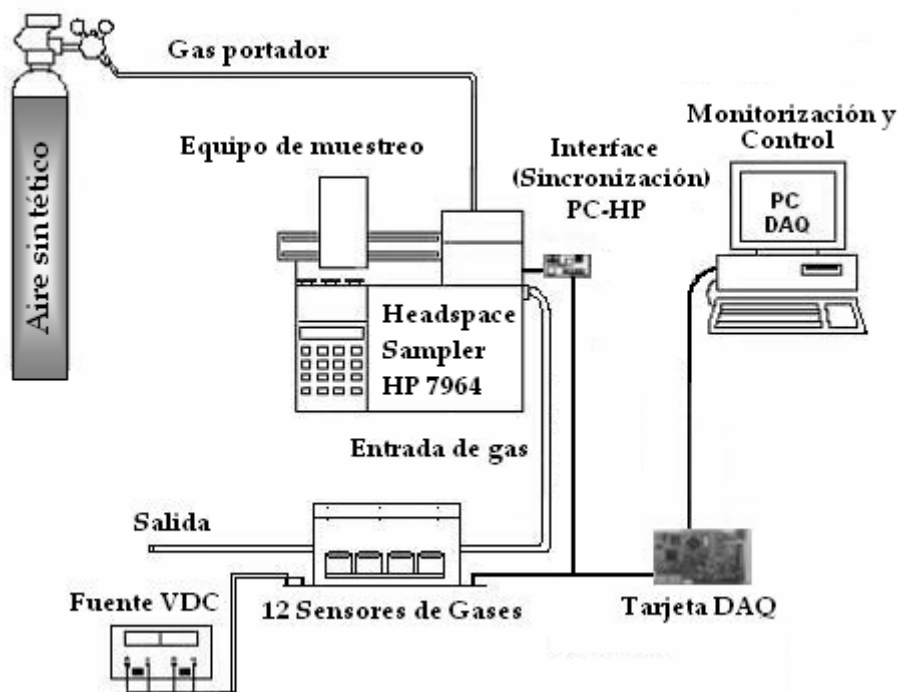 Gas portador
Aire sintético
Equipo de muestreo
Interface
(Sincronización)
PC-HP
Monitorización y
Control
PC
DAQ
Headspace
Sampler
HP 7964
Entrada de gas
Salida
Fuente VDC
12 Sensores de Gases
Tarjeta DAQ